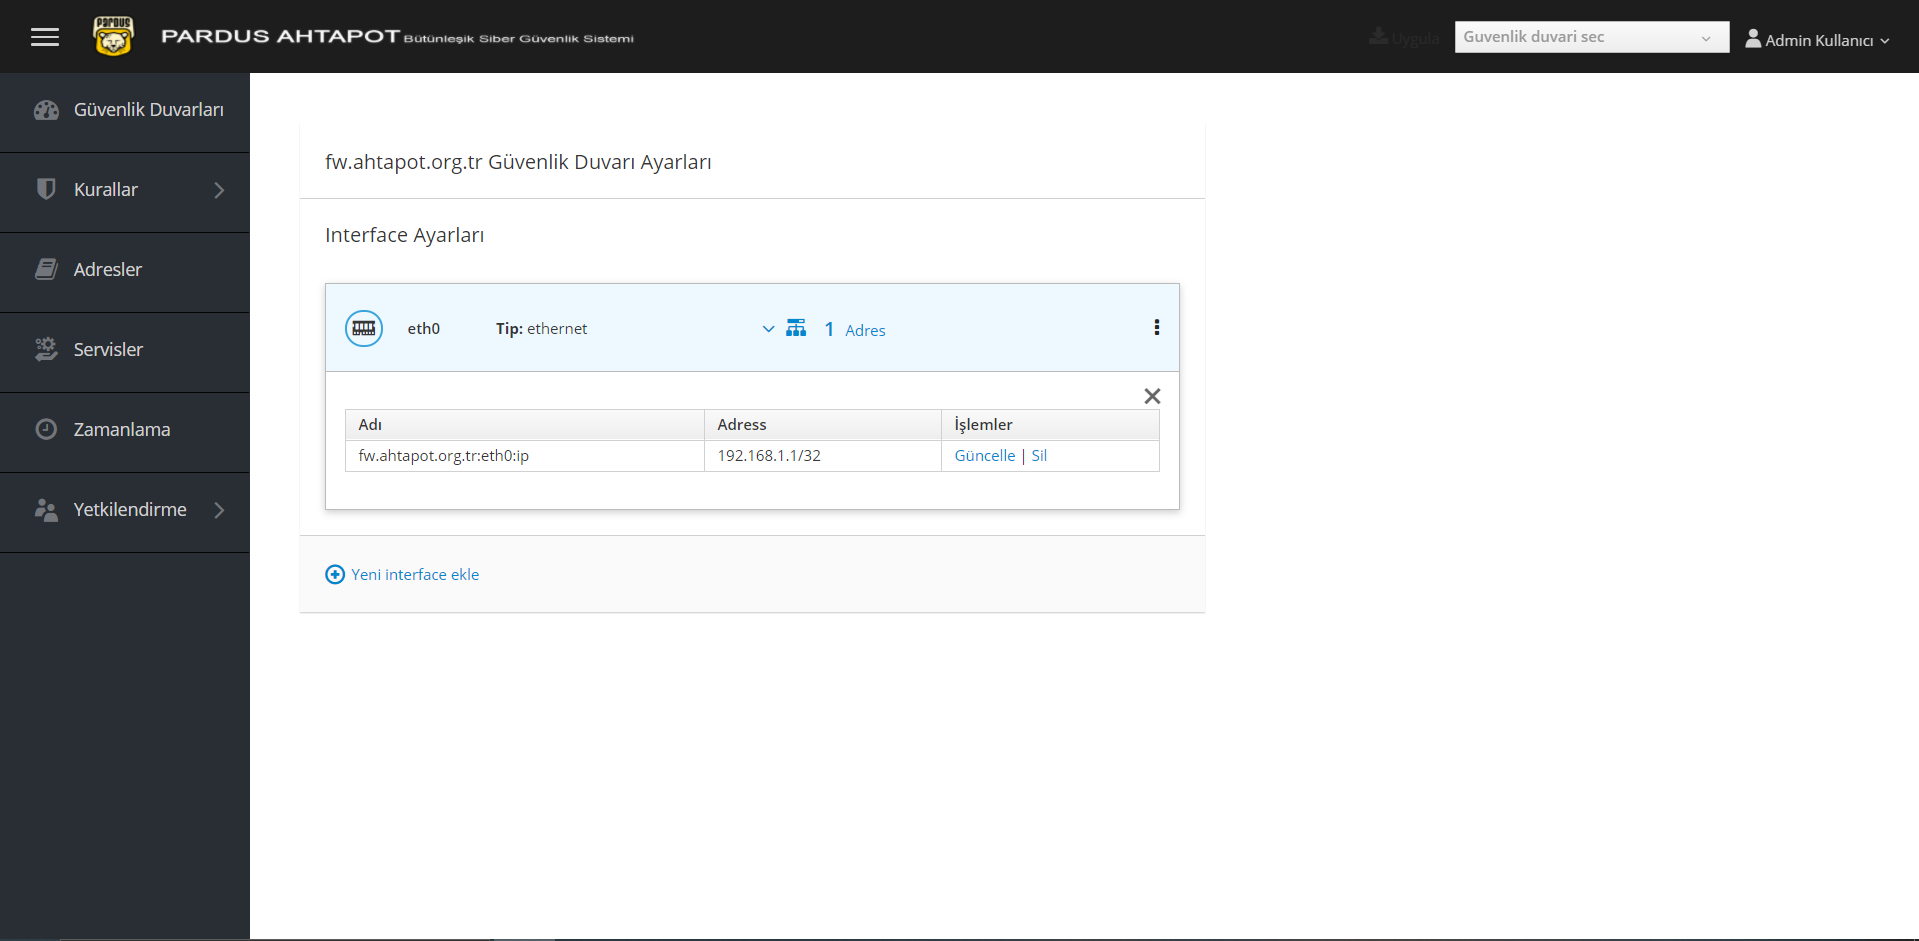 PARDUS
PARDUS AHTAPOT Bütünleşik Siber Güvenlik Sistemi
Uygula
Guvenlik duvari sec
Admin Kullanıcı
Güvenlik Duvarları
Kurallar
Adresler
Servisler
Zamanlama
Yetkilendirme
fw.ahtapot.org.tr Güvenlik Duvarı Ayarları
Interface Ayarları
eth0 Tip: ethernet 1 Adres
Adı Adress İşlemler
fw.ahtapot.org.tr:eth0:ip 192.168.1.1/32 Güncelle | Sil
Yeni interface ekle